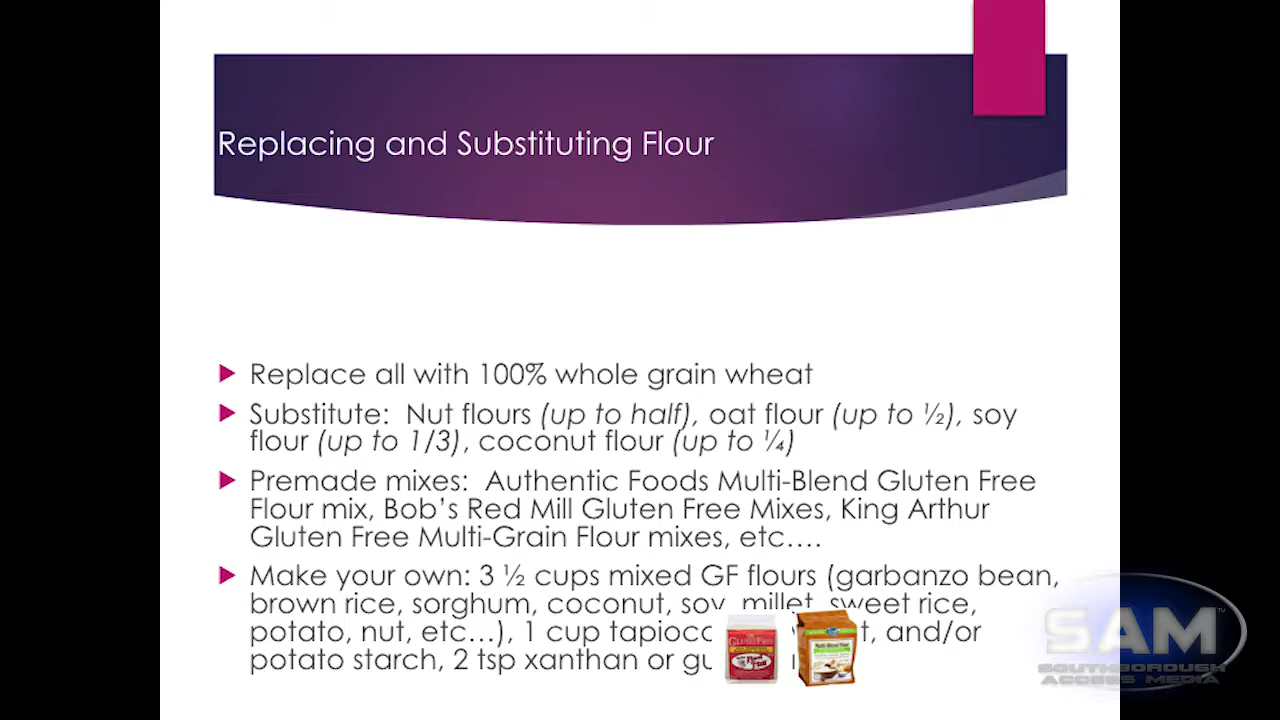 Replacing and Substituting Flour
Replace all with 100% whole grain wheat
Substitute: Nut flours (up to half), oat flour (up to ½), soy
flour (up to 1/3), coconut flour (up to ¼)
Premade mixes: Authentic Foods Multi-Blend Gluten Free
Flour mix, Bob’s Red Mill Gluten Free Mixes, King Arthur
Gluten Free Multi-Grain Flour mixes, etc….
Make your own: 3 ½ cups mixed GF flours (garbanzo bean,
brown rice, sorghum, coconut, soy, millet, sweet rice,
potato, nut, etc…), 1 cup and/or
potato starch, 2 tsp xanthan or
SAM™
SOUTHBOROUGH
ACCESS MEDIA